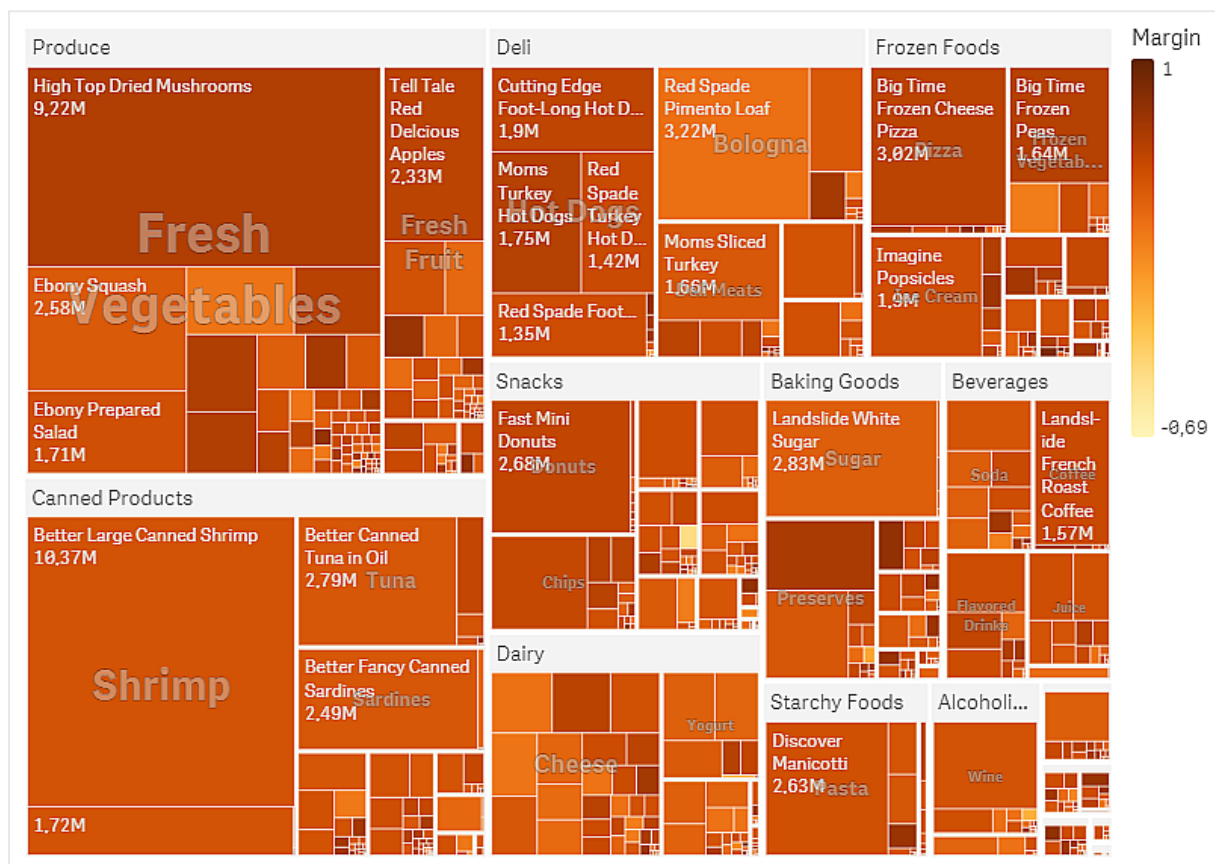 Produce
High Top Dried Mushrooms
9,22M
Fresh
Vegetables
Ebony Squash
2,58M
Ebony Prepared
Salad
1,71M
Tell Tale
Red
Delcious
Apples
2,33M
Fresh
Fruit
Canned Products
Better Large Canned Shrimp
10,37M
Shrimp
1,72M
Better Canned
Tuna in Oil
2,79M
Tuna
Better Fancy Canned
Sardines
Sardines
2,49M
Deli
Cutting Edge
Foot-Long Hot D...
1,9M
Moms
Turkey
Hot Dogs
1,75M
Hot Dogs
Red
Spade
Turkey
Hot D...
1,42M
Red Spade Foot...
1,35M
Red Spade
Pimento Loaf
3,22M
Bologna
Moms Sliced
Turkey
1,66M
Deli Meats
Frozen Foods
Big Time
Frozen Cheese
Pizza
3,02M
Pizza
Big Time
Frozen
Peas
1,64M
Frozen
Vegetab...
Imagine
Popsicles
1,9M
Ice Cream
Snacks
Fast Mini
Donuts
2,68M
Donuts
Chips
Baking Goods
Landslide White
Sugar
2,83M
Sugar
Preserves
Beverages
Soda
Landsl-
ide
French
Roast
Coffee
1,57M
Coffee
Flavored
Drinks
Juice
Dairy
Cheese
Yogurt
Starchy Foods
Discover
Manicotti
2,63M
Pasta
Alcoholi...
Wine
Margin
1
-0,69